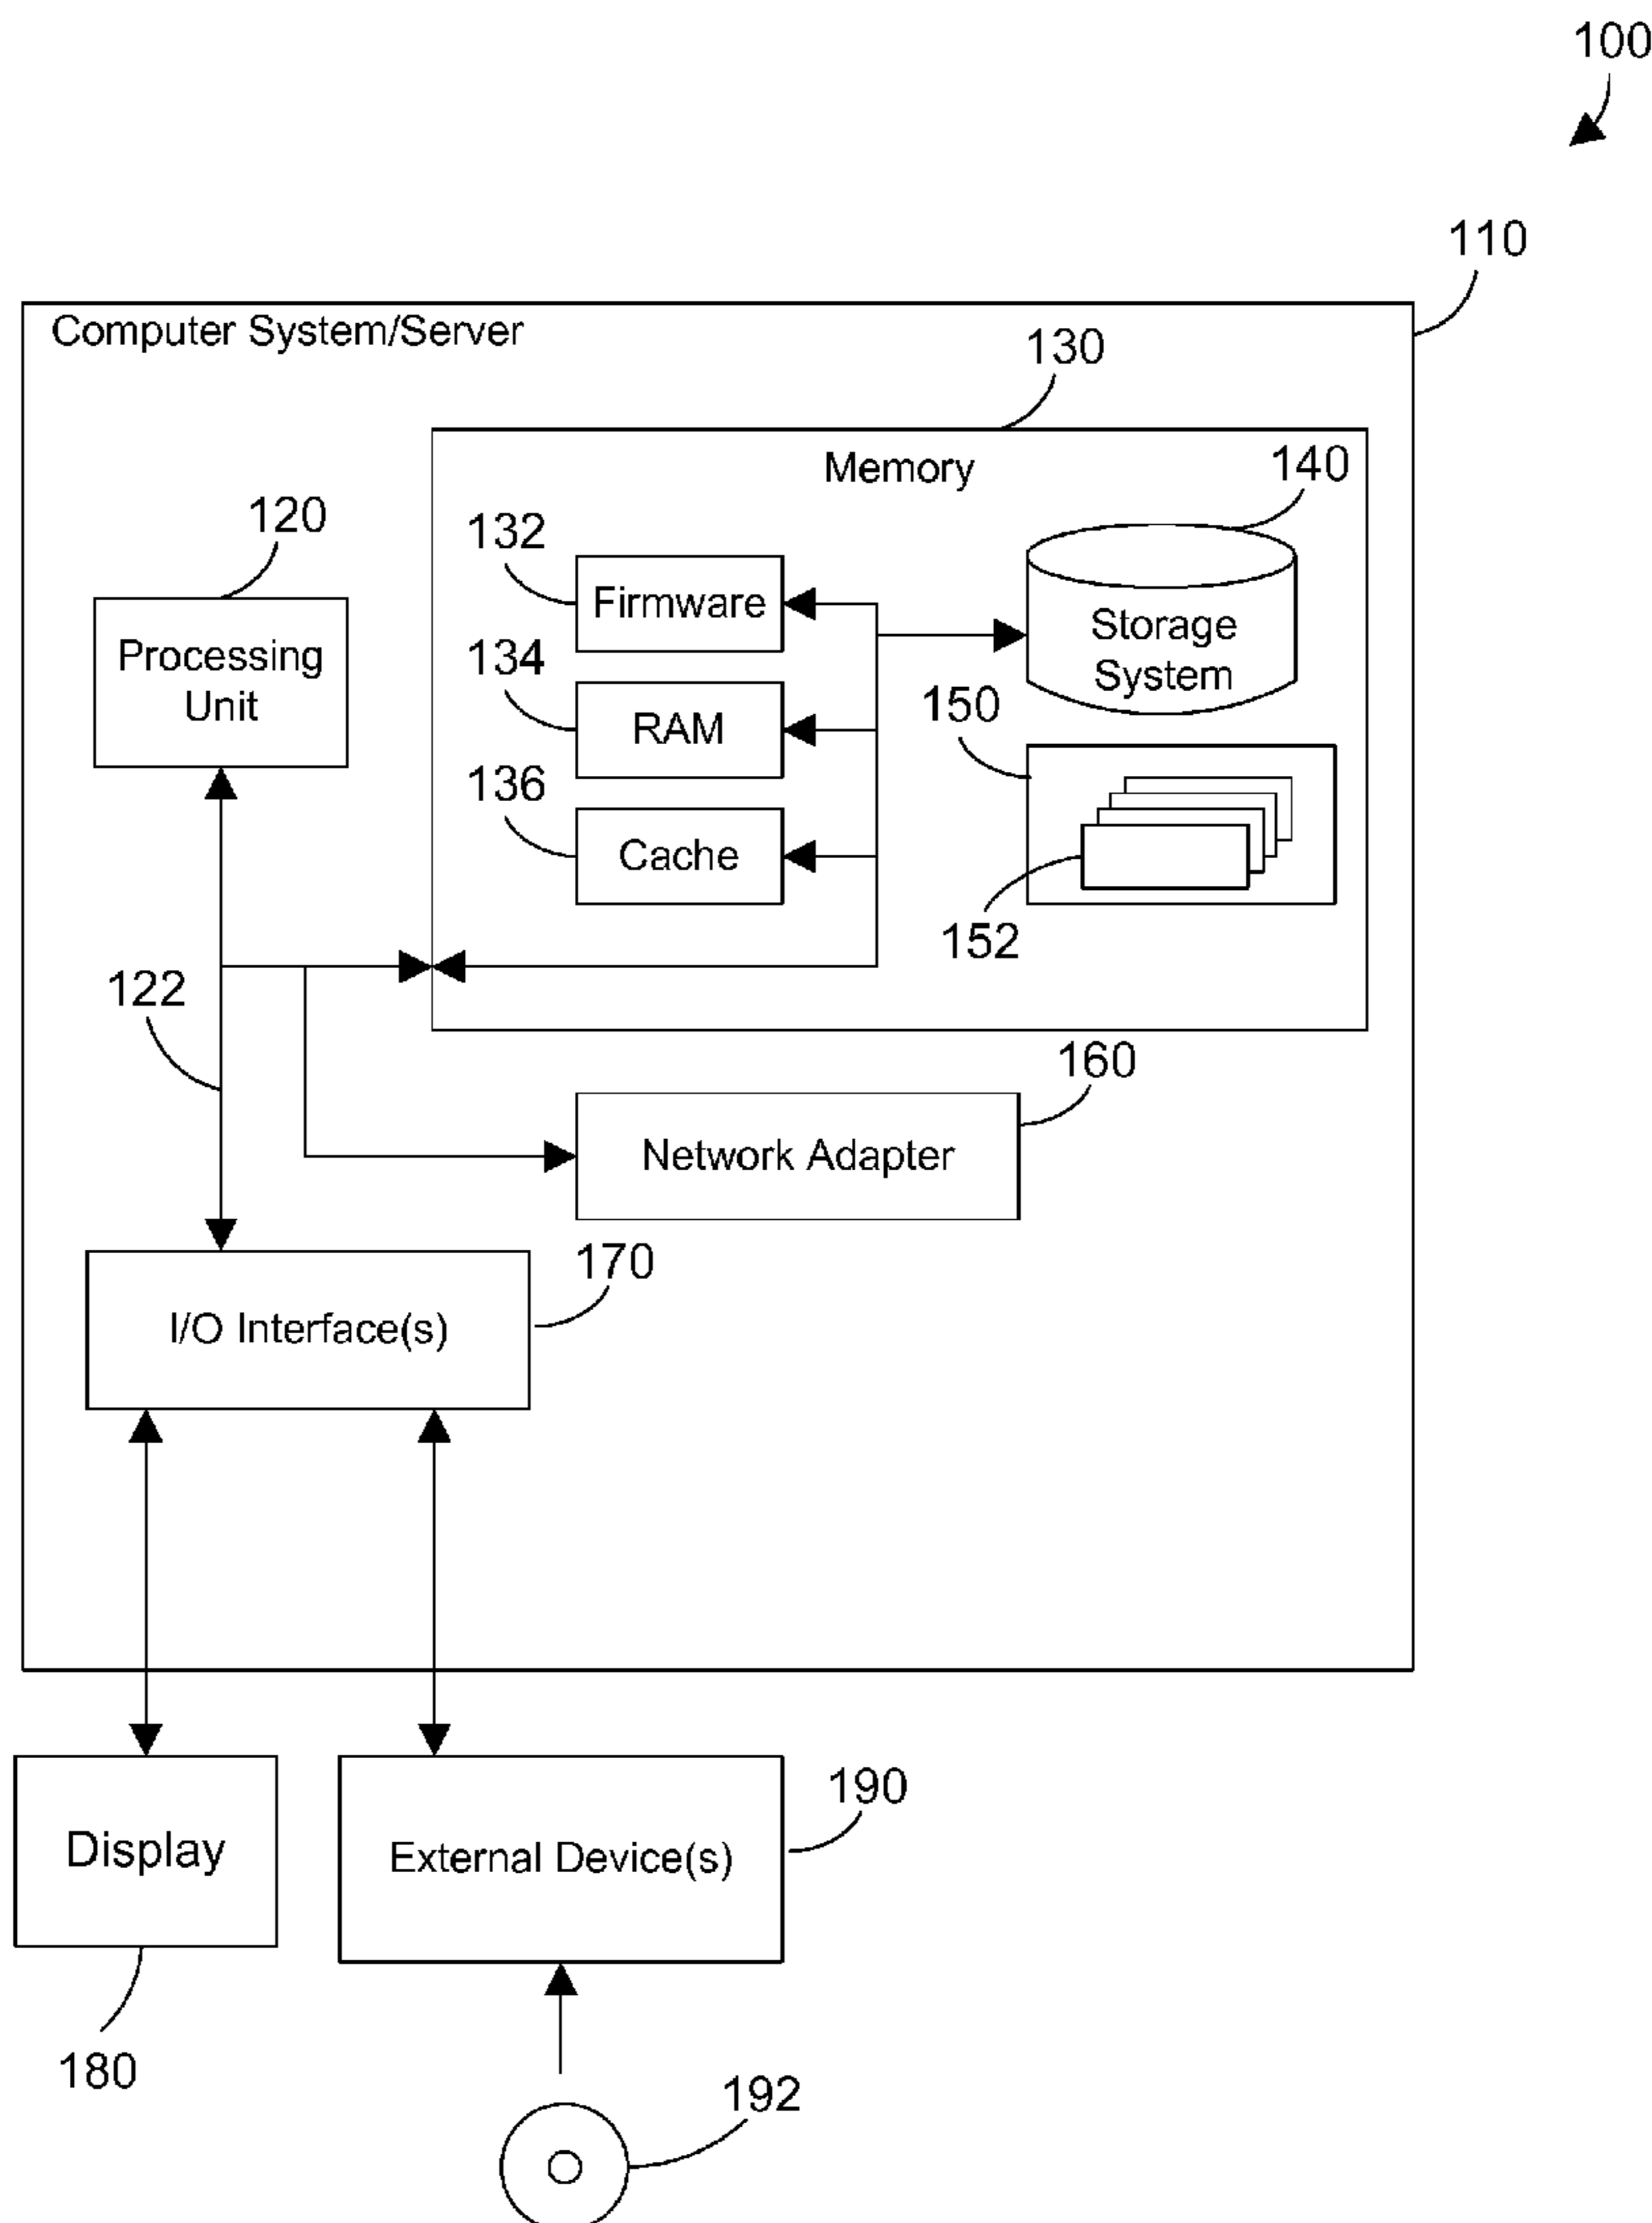 100
110
Computer System/Server
130
Memory
140
120
132
Firmware
Storage
System
Processing
Unit
134
RAM
150
136
Cache
152
122
160
Network Adapter
170
I/O Interface(s)
190
Display
External Device(s)
180
192